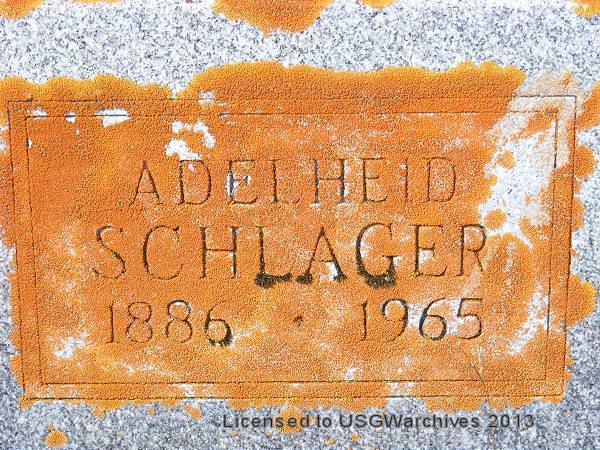 ADELHEID
SCHLAGER
1886 · 1965
Licensed to USGWarchives 2013